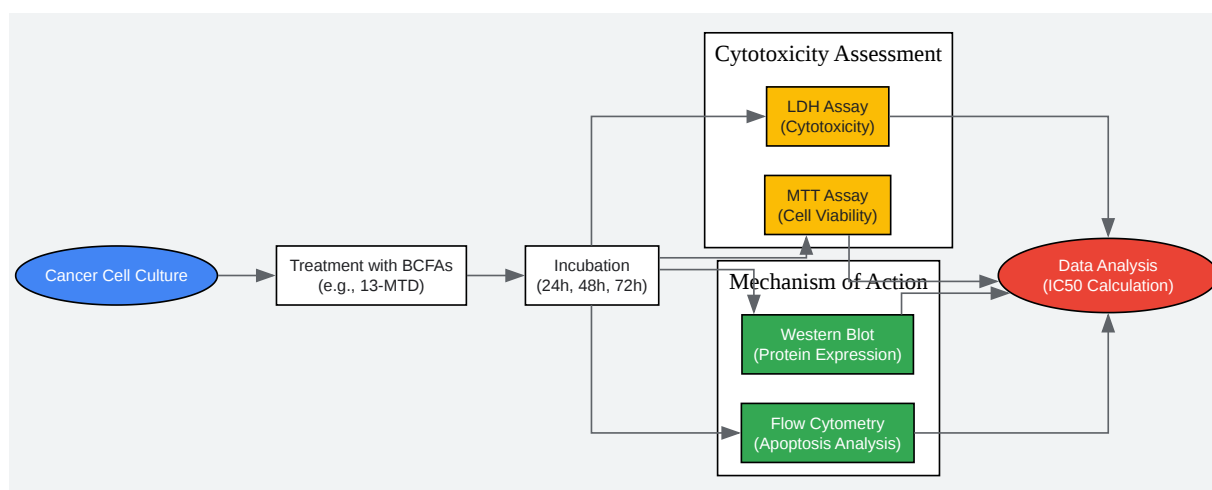 Cytotoxicity Assessment
LDH Assay
(Cytotoxicity)
MTT Assay
(Cell Viability)
Cancer Cell Culture
Treatment with BCFAs
(e.g., 13-MTD)
Incubation
(24h, 48h, 72h)
Mechanism of Action
Western Blot
(Protein Expression)
Flow Cytometry
(Apoptosis Analysis)
Data Analysis
(IC50 Calculation)